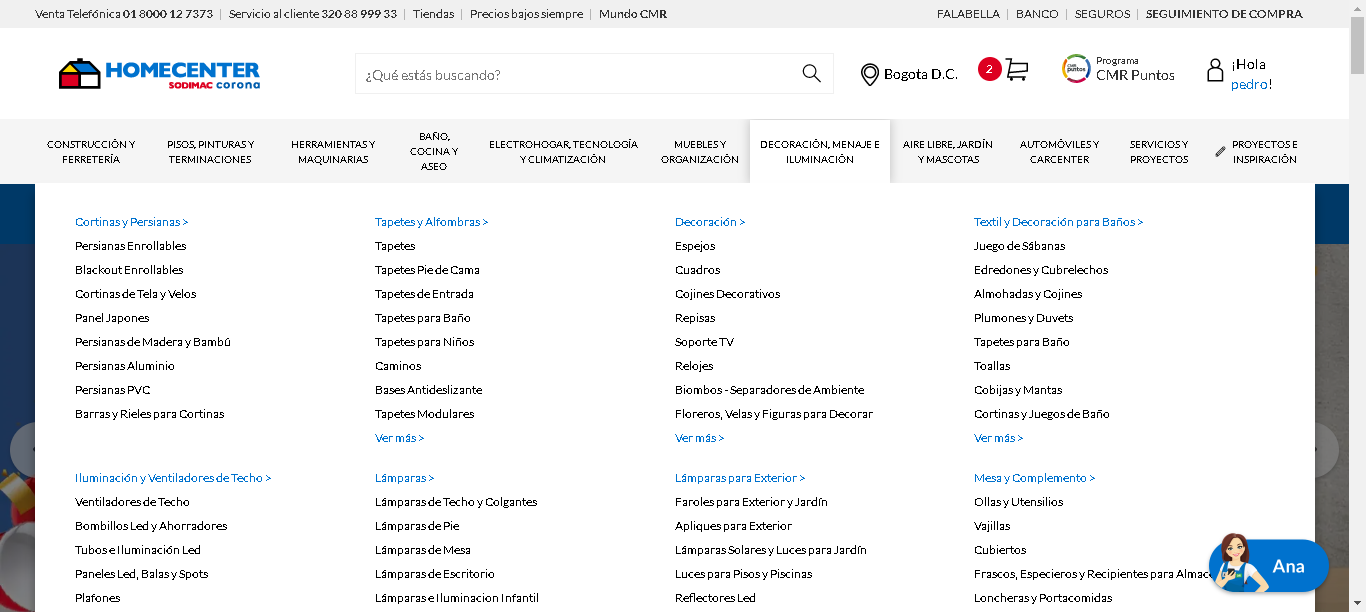 Venta Telefónica 01 8000 12 7373 | Servicio al cliente 320 88 999 33 | Tiendas | Precios bajos siempre | Mundo CMR
FALABELLA | BANCO | SEGUROS | SEGUIMIENTO DE COMPRA
HOMECENTER
SODIMAC corona
¿Qué estás buscando?
Bogota D.C.
2
CMR puntos
Programa
CMR Puntos
¡Hola
pedro!
CONSTRUCCIÓN Y
FERRETERÍA
PISOS, PINTURAS Y
TERMINACIONES
HERRAMIENTAS Y
MAQUINARIAS
BAÑO,
COCINA Y
ASEO
ELECTROHOGAR, TECNOLOGÍA
Y CLIMATIZACIÓN
MUEBLES Y
ORGANIZACIÓN
DECORACIÓN, MENAJE E
ILUMINACIÓN
AIRE LIBRE, JARDÍN
Y MASCOTAS
AUTOMÓVILES Y
CARCENTER
SERVICIOS Y
PROYECTOS
PROYECTOS E
INSPIRACIÓN
Cortinas y Persianas >
Persianas Enrollables
Blackout Enrollables
Cortinas de Tela y Velos
Panel Japones
Persianas de Madera y Bambú
Persianas Aluminio
Persianas PVC
Barras y Rieles para Cortinas
Tapetes y Alfombras >
Tapetes
Tapetes Pie de Cama
Tapetes de Entrada
Tapetes para Baño
Tapetes para Niños
Caminos
Bases Antideslizante
Tapetes Modulares
Ver más >
Decoración >
Espejos
Cuadros
Cojines Decorativos
Repisas
Soporte TV
Relojes
Biombos - Separadores de Ambiente
Floreros, Velas y Figuras para Decorar
Ver más >
Textil y Decoración para Baños >
Juego de Sábanas
Edredones y Cubrelechos
Almohadas y Cojines
Plumones y Duvets
Tapetes para Baño
Toallas
Cobijas y Mantas
Cortinas y Juegos de Baño
Ver más >
Iluminación y Ventiladores de Techo >
Ventiladores de Techo
Bombillos Led y Ahorradores
Tubos e Iluminación Led
Paneles Led, Balas y Spots
Plafones
Lámparas >
Lámparas de Techo y Colgantes
Lámparas de Pie
Lámparas de Mesa
Lámparas de Escritorio
Lámparas e Iluminacion Infantil
Lámparas para Exterior >
Faroles para Exterior y Jardín
Apliques para Exterior
Lámparas Solares y Luces para Jardín
Luces para Pisos y Piscinas
Reflectores Led
Mesa y Complemento >
Ollas y Utensilios
Vajillas
Cubiertos
Frascos, Especieros y Recipientes para Almac
Loncheras y Portacomidas
Ana